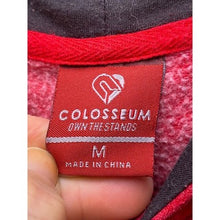 COLOSSEUM
OWN THE STANDS
M
MADE IN CHINA